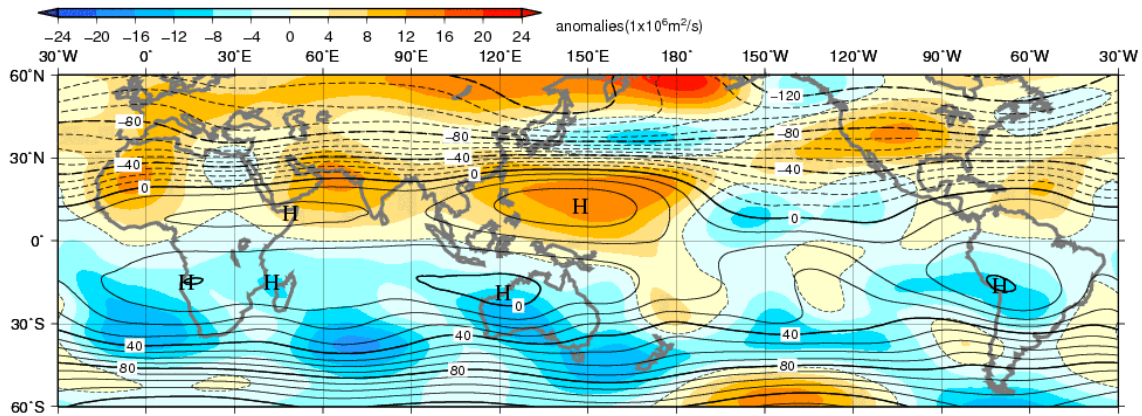 −24 −20 −16 −12 −8 −4 0 4 8 12 16 20 24
anomalies(1x10⁶m²/s)
30°W 0° 30°E 60°E 90°E 120°E 150°E 180° 150°W 120°W 90°W 60°W 30°W
60°N
−120
−80 −80 −80
30°N
−40 −40 −40
0 0
H H
0
0°
H H H H
0
30°S
40 40 40
80 80 80
60°S